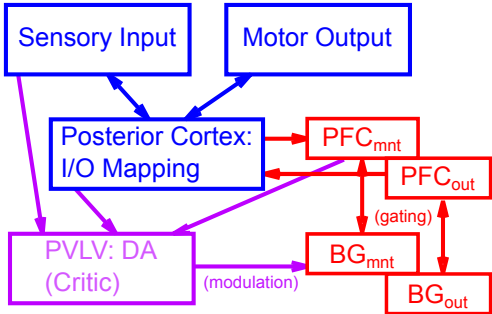 Sensory Input
Motor Output
Posterior Cortex:
I/O Mapping
PFCmnt
PFCout
(gating)
PVLV: DA
(Critic)
(modulation)
BGmnt
BGout